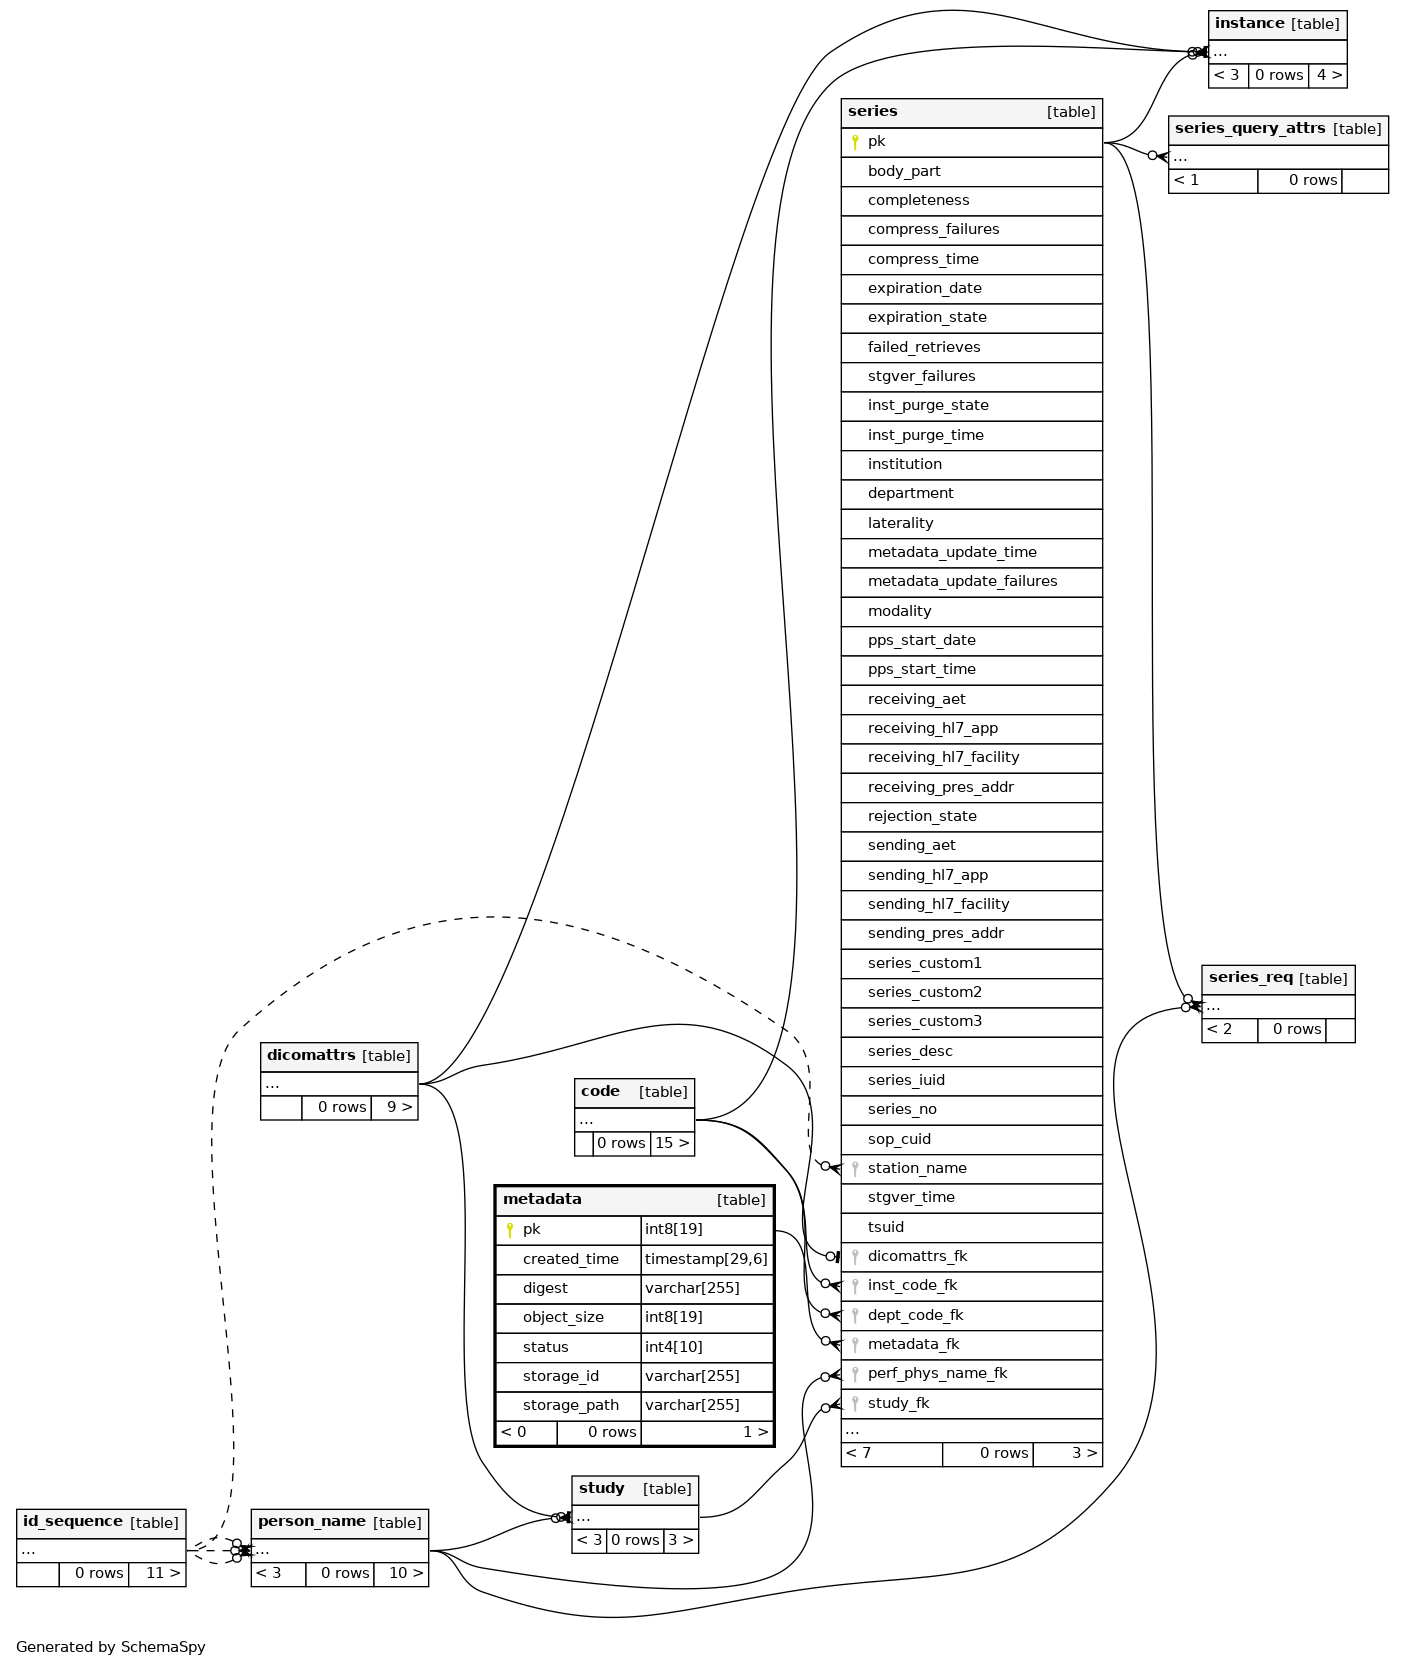 instance [table]
...
< 3 0 rows 4 >
series [table]
pk
body_part
completeness
compress_failures
compress_time
expiration_date
expiration_state
failed_retrieves
stgver_failures
inst_purge_state
inst_purge_time
institution
department
laterality
metadata_update_time
metadata_update_failures
modality
pps_start_date
pps_start_time
receiving_aet
receiving_hl7_app
receiving_hl7_facility
receiving_pres_addr
rejection_state
sending_aet
sending_hl7_app
sending_hl7_facility
sending_pres_addr
series_custom1
series_custom2
series_custom3
series_desc
series_iuid
series_no
sop_cuid
station_name
stgver_time
tsuid
dicomattrs_fk
inst_code_fk
dept_code_fk
metadata_fk
perf_phys_name_fk
study_fk
...
< 7 0 rows 3 >
series_query_attrs [table]
...
< 1 0 rows
series_req [table]
...
< 2 0 rows
dicomattrs [table]
...
0 rows 9 >
code [table]
...
0 rows 15 >
metadata [table]
pk int8[19]
created_time timestamp[29,6]
digest varchar[255]
object_size int8[19]
status int4[10]
storage_id varchar[255]
storage_path varchar[255]
< 0 0 rows 1 >
study [table]
...
< 3 0 rows 3 >
id_sequence [table]
...
0 rows 11 >
person_name [table]
...
< 3 0 rows 10 >
Generated by SchemaSpy